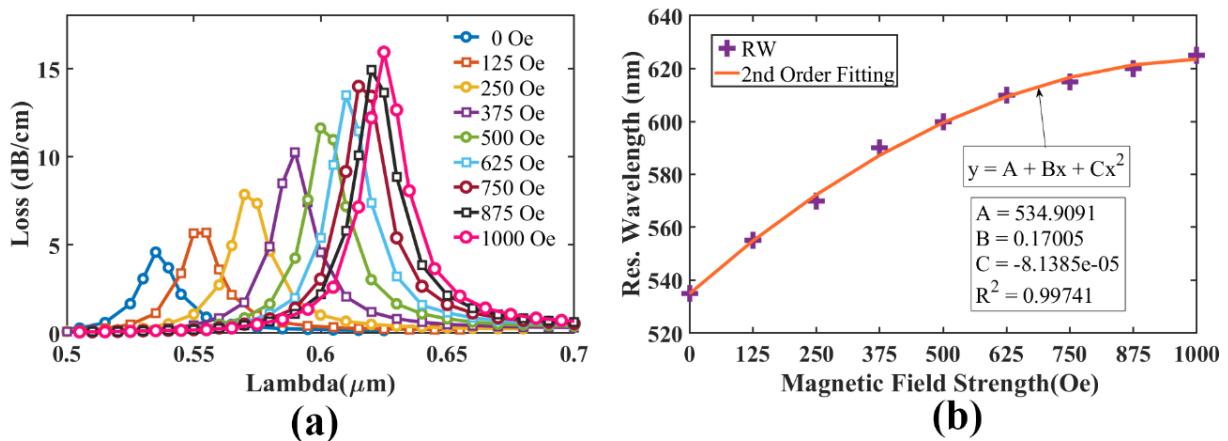 Loss (dB/cm)
15
10
5
0
0.5
0.55
0.6
0.65
0.7
Lambda(μm)
0 Oe
125 Oe
250 Oe
375 Oe
500 Oe
625 Oe
750 Oe
875 Oe
1000 Oe
(a)
Res. Wavelength (nm)
640
620
600
580
560
540
520
0
125
250
375
500
625
750
875
1000
Magnetic Field Strength(Oe)
RW
2nd Order Fitting
y = A + Bx + Cx²
A = 534.9091
B = 0.17005
C = -8.1385e-05
R² = 0.99741
(b)